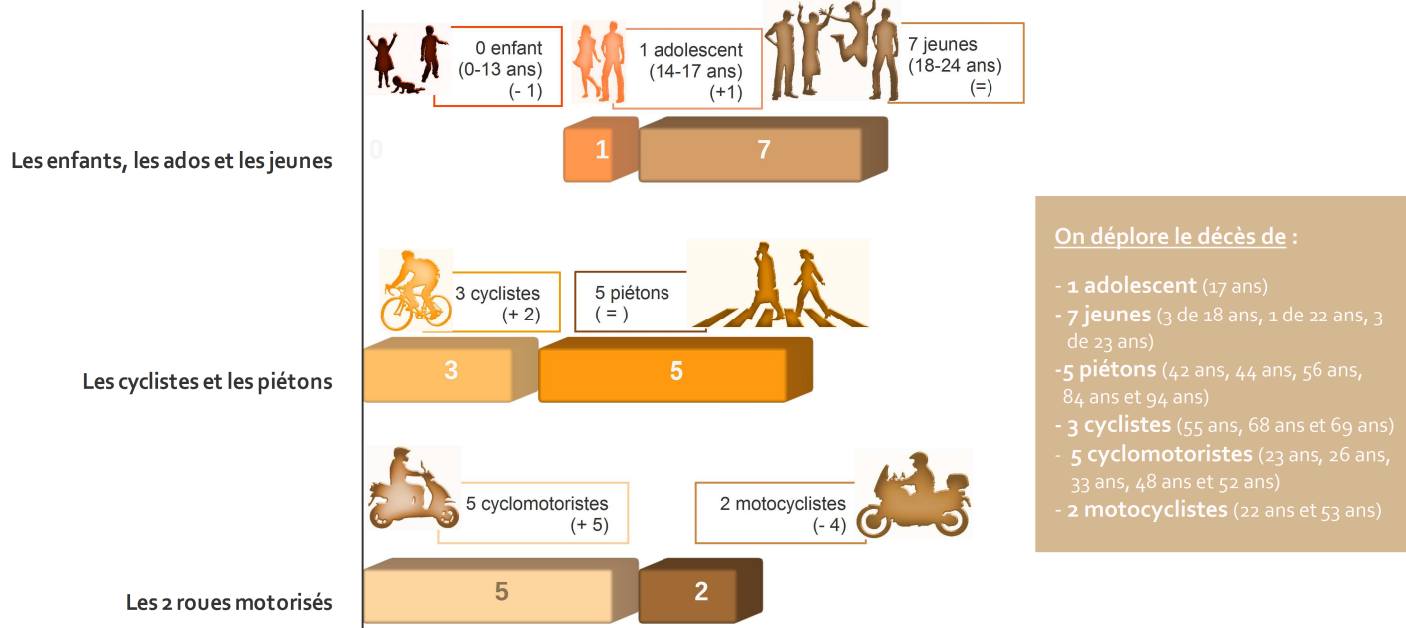 0 enfant
(0-13 ans)
(- 1)
1 adolescent
(14-17 ans)
(+1)
7 jeunes
(18-24 ans)
(=)
Les enfants, les ados et les jeunes
0
1
7
3 cyclistes
(+ 2)
5 piétons
( = )
Les cyclistes et les piétons
3
5
5 cyclomotoristes
(+ 5)
2 motocyclistes
(- 4)
Les 2 roues motorisés
5
2
On déplore le décès de :
- 1 adolescent (17 ans)
- 7 jeunes (3 de 18 ans, 1 de 22 ans, 3
de 23 ans)
-5 piétons (42 ans, 44 ans, 56 ans,
84 ans et 94 ans)
- 3 cyclistes (55 ans, 68 ans et 69 ans)
- 5 cyclomotoristes (23 ans, 26 ans,
33 ans, 48 ans et 52 ans)
- 2 motocyclistes (22 ans et 53 ans)